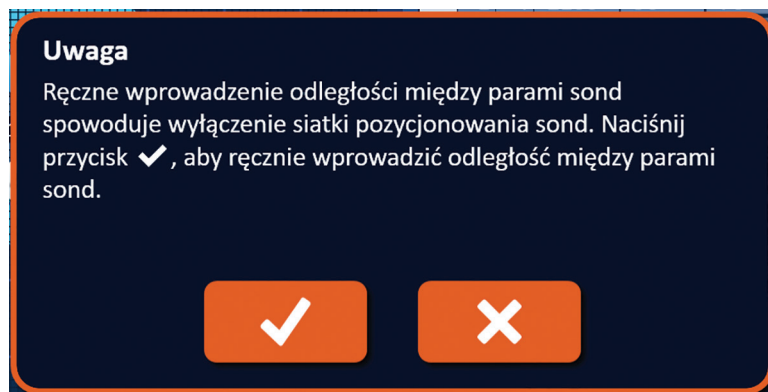 Uwaga
Ręczne wprowadzenie odległości między parami sond
spowoduje wyłączenie siatki pozycjonowania sond. Naciśnij
przycisk ✔, aby ręcznie wprowadzić odległość między parami
sond.